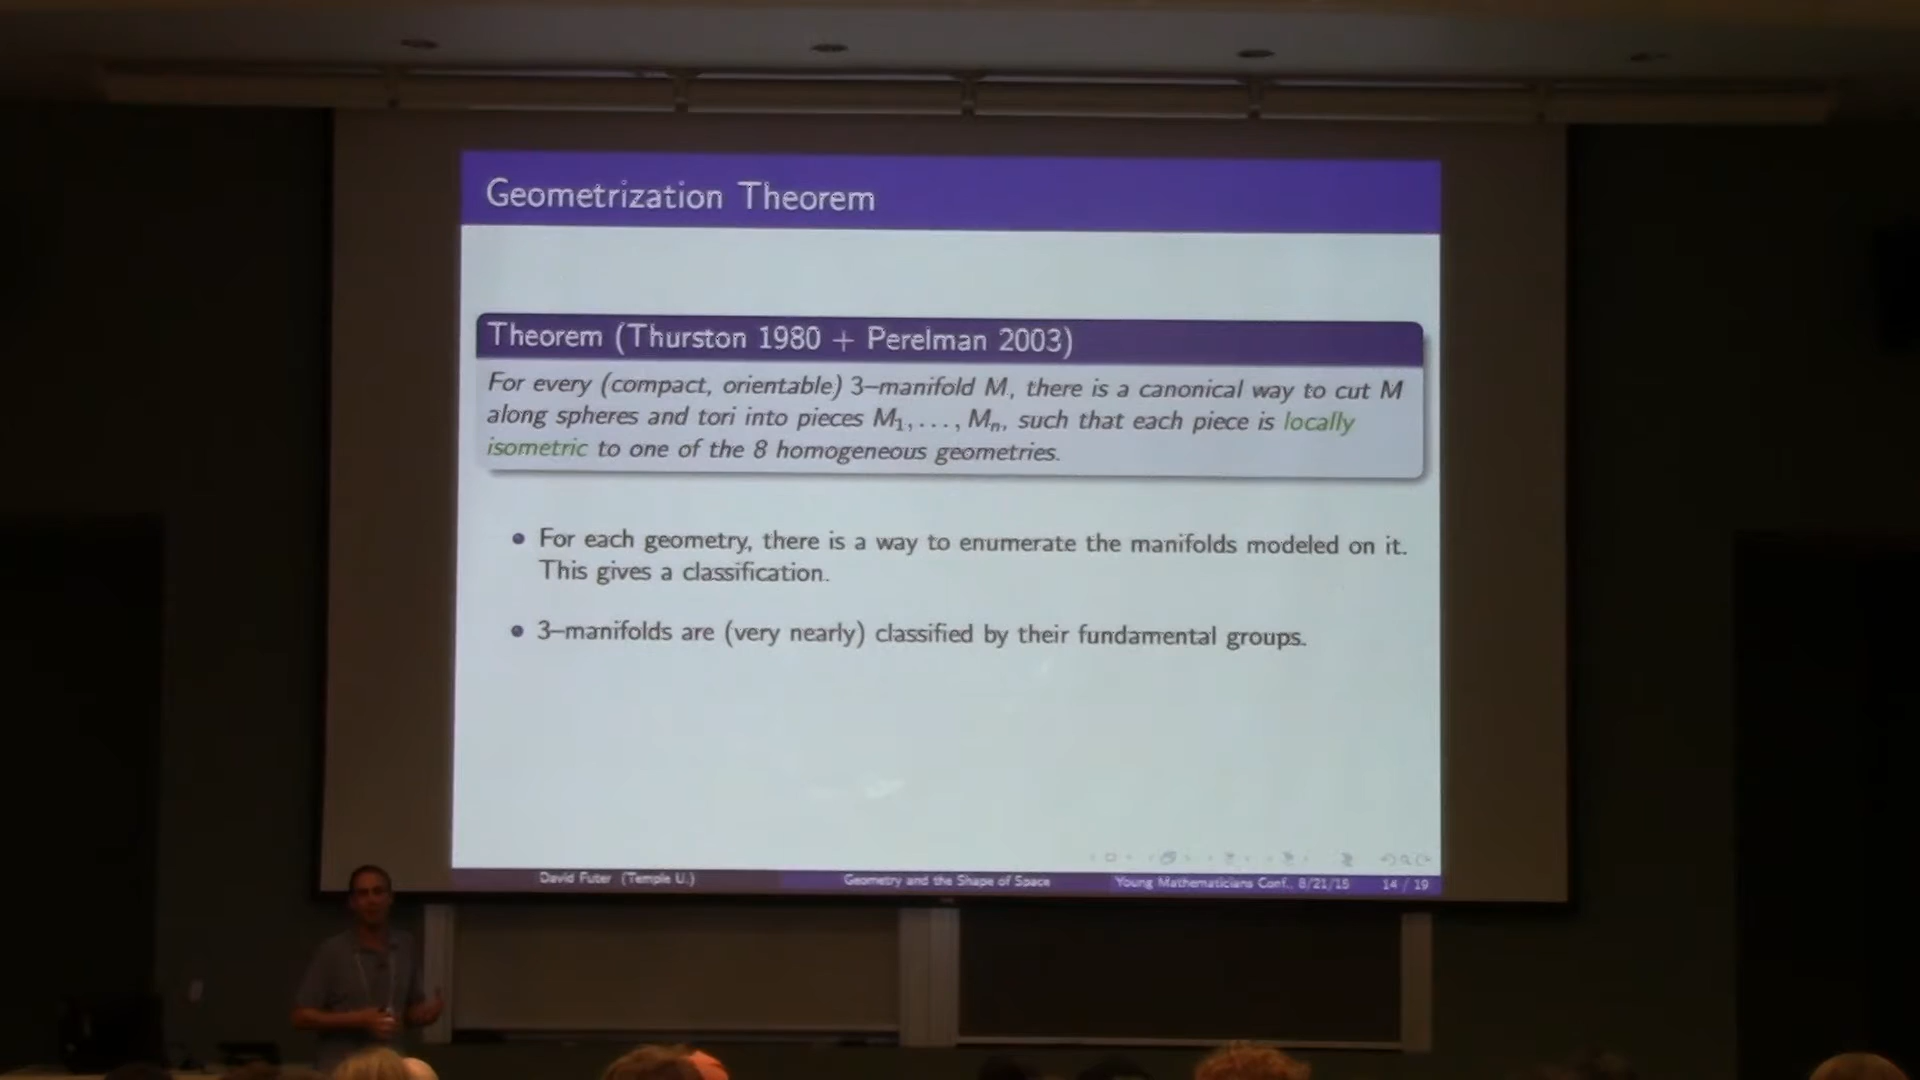 Geometrization Theorem
Theorem (Thurston 1980 + Perelman 2003)
For every (compact, orientable) 3–manifold M, there is a canonical way to cut M
along spheres and tori into pieces M₁, . . . , Mₙ, such that each piece is locally
isometric to one of the 8 homogeneous geometries.
• For each geometry, there is a way to enumerate the manifolds modeled on it.
This gives a classification.
• 3–manifolds are (very nearly) classified by their fundamental groups.
David Futer (Temple U.) Geometry and the Shape of Space Young Mathematicians Conf., 8/21/15 14 / 19